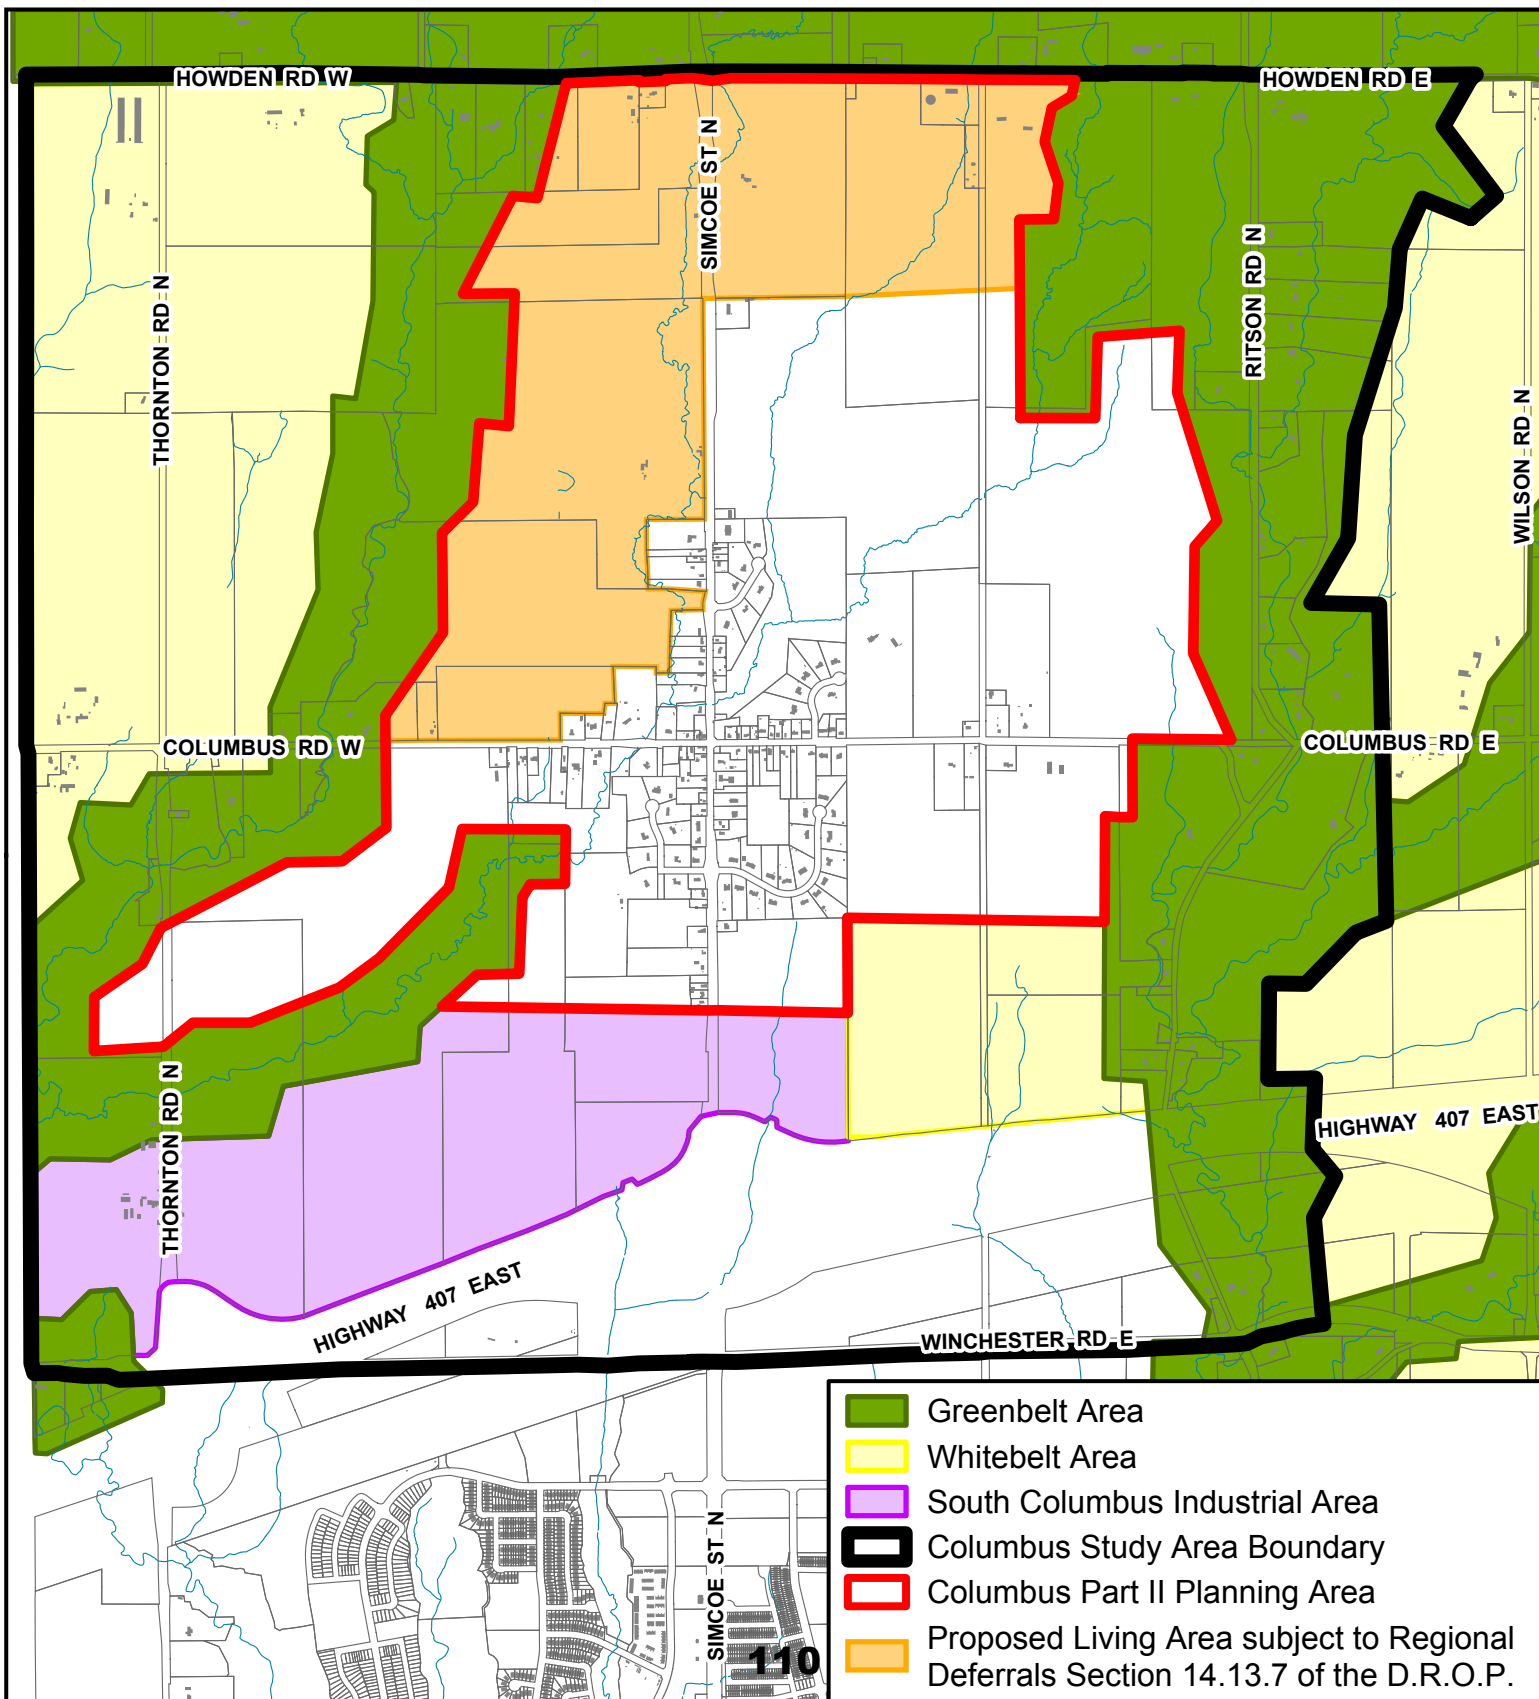 HOWDEN RD W
HOWDEN RD E
SIMCOE ST N
THORNTON RD N
RITSON RD N
WILSON RD N
COLUMBUS RD W
COLUMBUS RD E
THORNTON RD N
HIGHWAY 407 EAST
HIGHWAY 407 EAST
WINCHESTER RD E
SIMCOE ST N
110
Greenbelt Area
Whitebelt Area
South Columbus Industrial Area
Columbus Study Area Boundary
Columbus Part II Planning Area
Proposed Living Area subject to Regional
Deferrals Section 14.13.7 of the D.R.O.P.